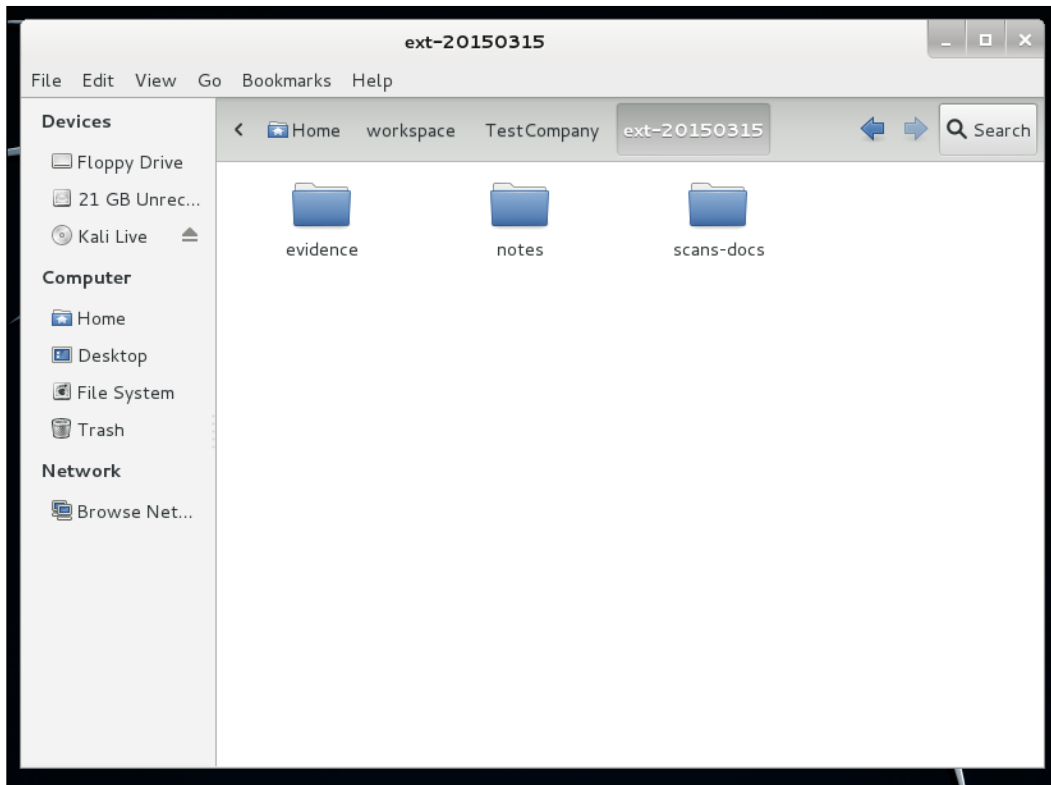 ext-20150315
File Edit View Go Bookmarks Help
Devices
Floppy Drive
21 GB Unrec...
Kali Live
Computer
Home
Desktop
File System
Trash
Network
Browse Net...
Home workspace TestCompany ext-20150315 Search
evidence notes scans-docs